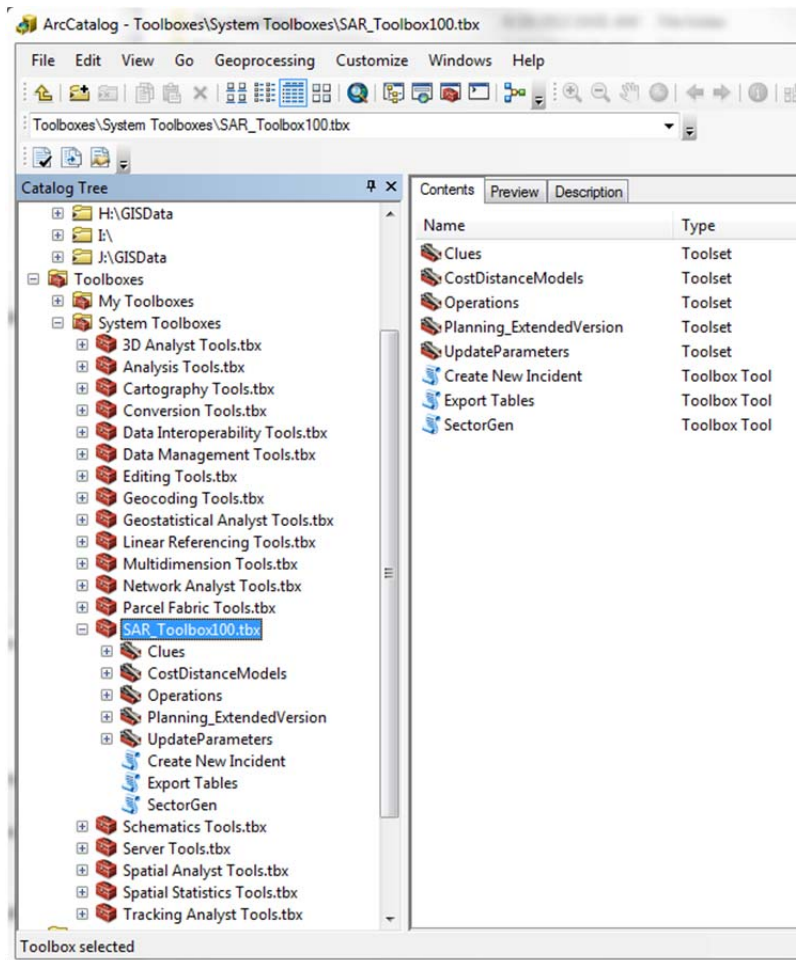 ArcCatalog - Toolboxes\System Toolboxes\SAR_Toolbox100.tbx
File Edit View Go Geoprocessing Customize Windows Help
Toolboxes\System Toolboxes\SAR_Toolbox100.tbx
Catalog Tree
H:\GISData
I:\
J:\GISData
Toolboxes
My Toolboxes
System Toolboxes
3D Analyst Tools.tbx
Analysis Tools.tbx
Cartography Tools.tbx
Conversion Tools.tbx
Data Interoperability Tools.tbx
Data Management Tools.tbx
Editing Tools.tbx
Geocoding Tools.tbx
Geostatistical Analyst Tools.tbx
Linear Referencing Tools.tbx
Multidimension Tools.tbx
Network Analyst Tools.tbx
Parcel Fabric Tools.tbx
SAR_Toolbox100.tbx
Clues
CostDistanceModels
Operations
Planning_ExtendedVersion
UpdateParameters
Create New Incident
Export Tables
SectorGen
Schematics Tools.tbx
Server Tools.tbx
Spatial Analyst Tools.tbx
Spatial Statistics Tools.tbx
Tracking Analyst Tools.tbx
Contents Preview Description
Name Type
Clues Toolset
CostDistanceModels Toolset
Operations Toolset
Planning_ExtendedVersion Toolset
UpdateParameters Toolset
Create New Incident Toolbox Tool
Export Tables Toolbox Tool
SectorGen Toolbox Tool
Toolbox selected